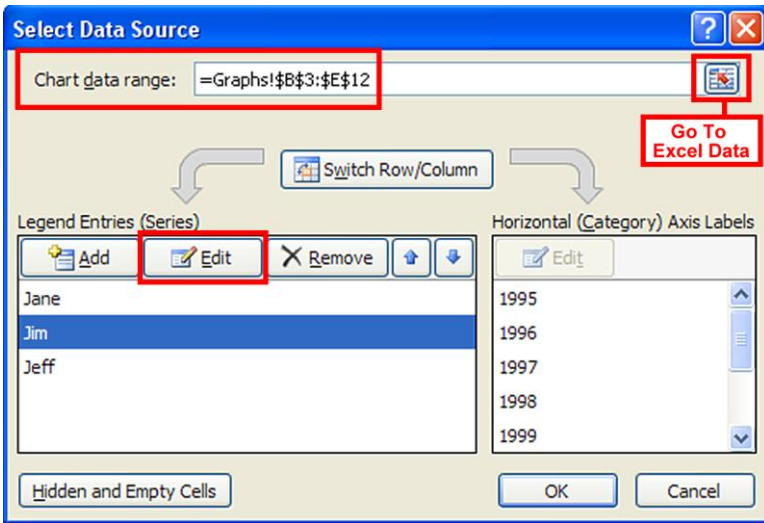 Select Data Source
Chart data range: =Graphs!$B$3:$E$12
Go To
Excel Data
Switch Row/Column
Legend Entries (Series)
Add Edit Remove
Jane
Jim
Jeff
Horizontal (Category) Axis Labels
Edit
1995
1996
1997
1998
1999
Hidden and Empty Cells
OK Cancel